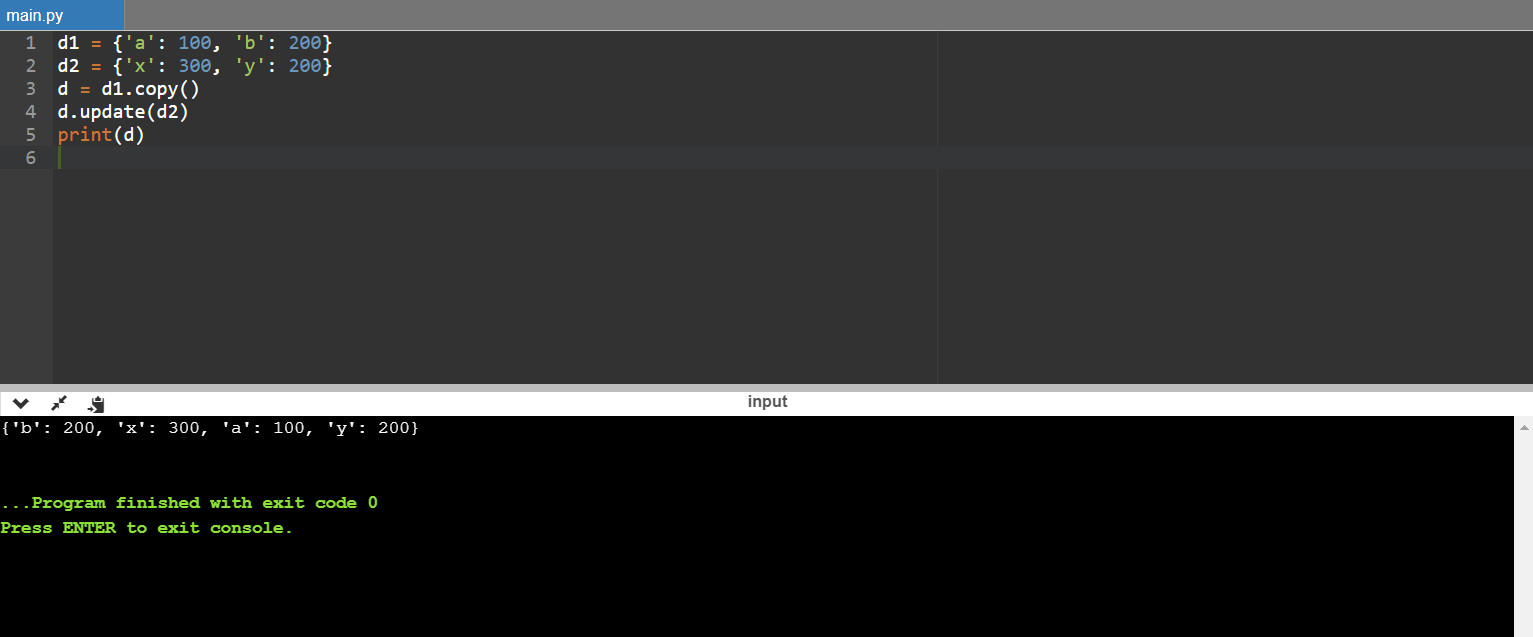 main.py
1 d1 = {'a': 100, 'b': 200}
2 d2 = {'x': 300, 'y': 200}
3 d = d1.copy()
4 d.update(d2)
5 print(d)
6
input
{'b': 200, 'x': 300, 'a': 100, 'y': 200}
...Program finished with exit code 0
Press ENTER to exit console.